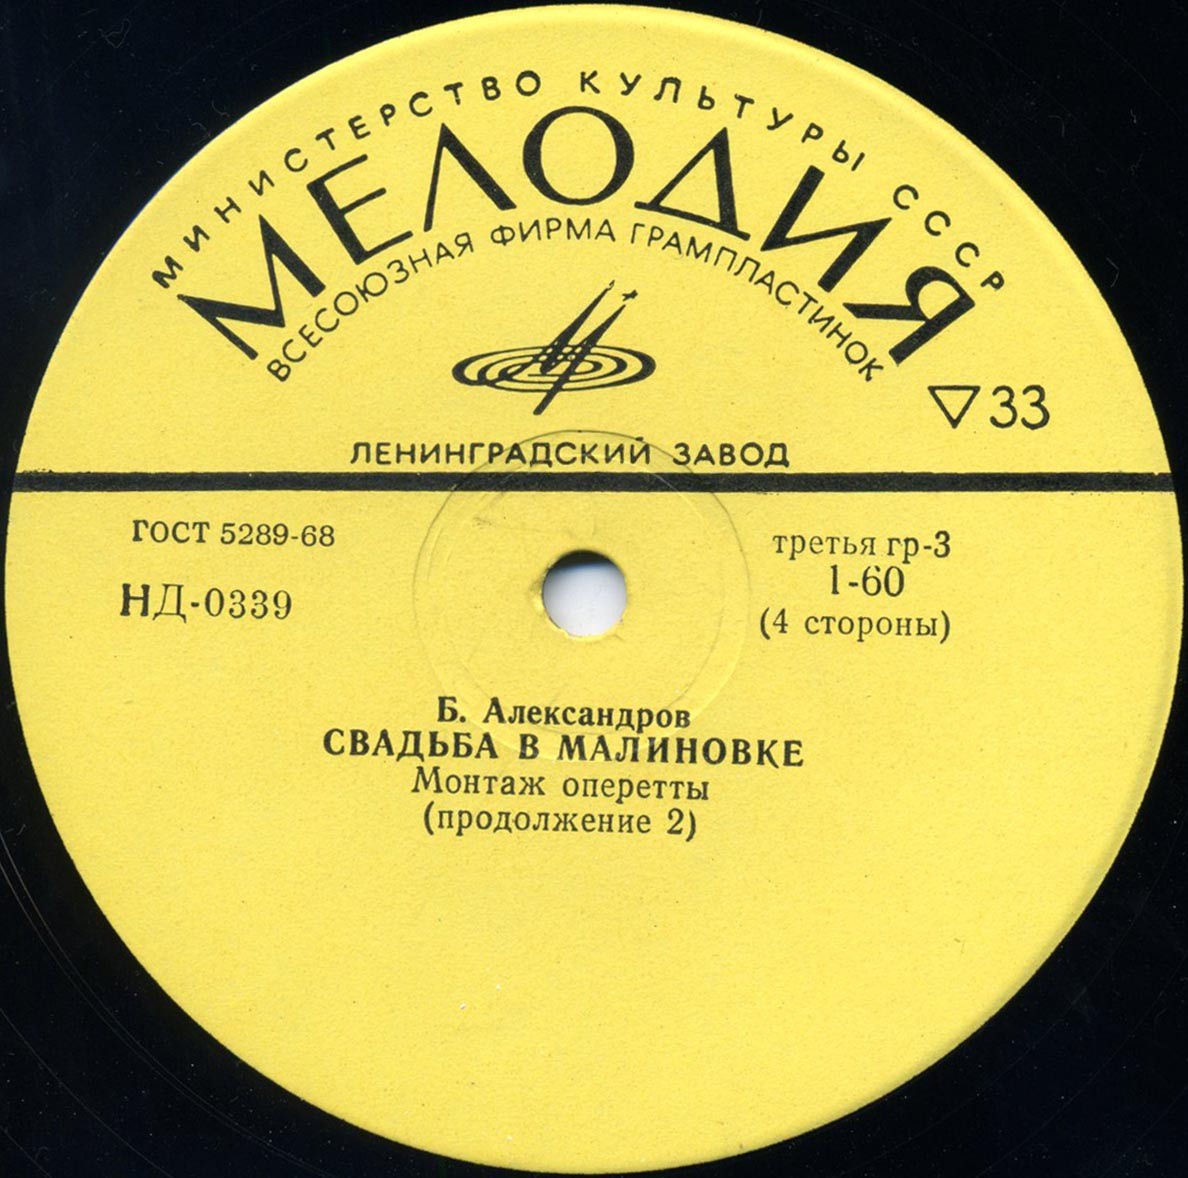 МИНИСТЕРСТВО КУЛЬТУРЫ СССР
МЕЛОДИЯ
ВСЕСОЮЗНАЯ ФИРМА ГРАМПЛАСТИНОК
▽33
ЛЕНИНГРАДСКИЙ ЗАВОД
ГОСТ 5289-68
третья гр-3
НД-0339
1-60
(4 стороны)
Б. Александров
СВАДЬБА В МАЛИНОВКЕ
Монтаж оперетты
(продолжение 2)